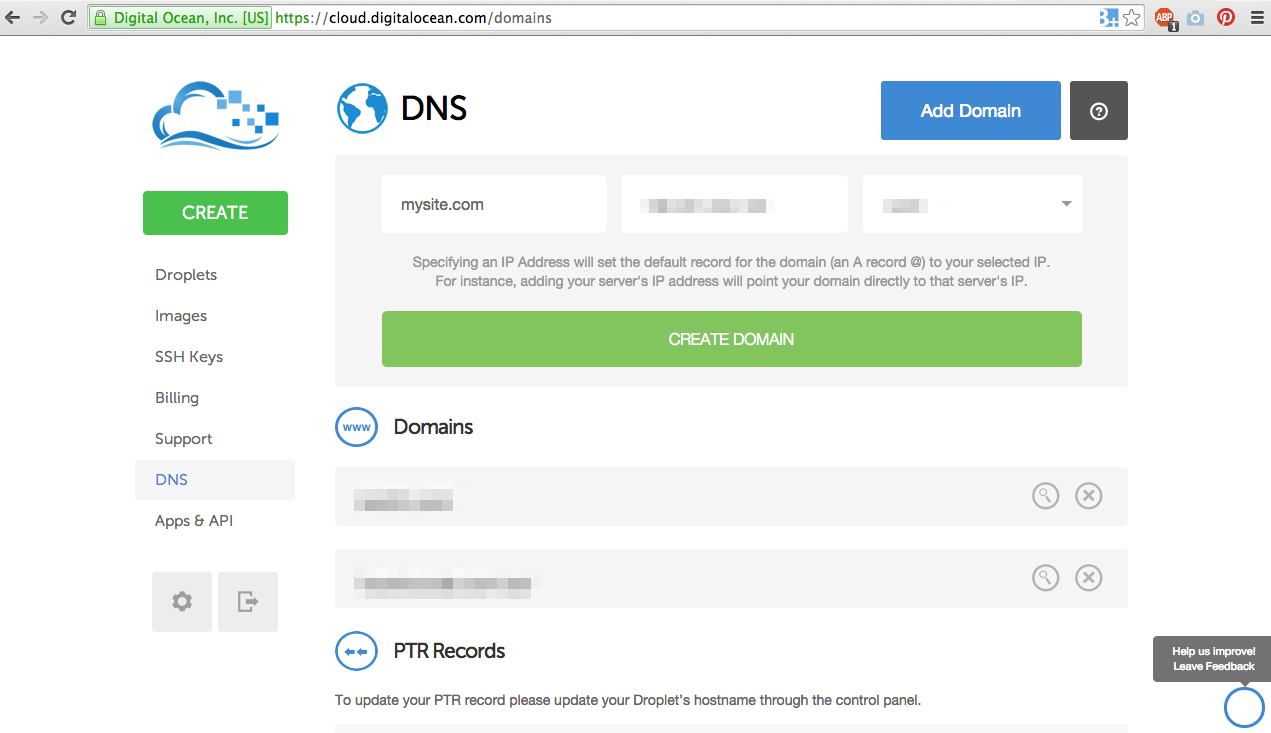 Digital Ocean, Inc. [US] https://cloud.digitalocean.com/domains
ABP
1
DNS
Add Domain
CREATE
mysite.com
Droplets
Specifying an IP Address will set the default record for the domain (an A record @) to your selected IP.
For instance, adding your server's IP address will point your domain directly to that server's IP.
Images
CREATE DOMAIN
SSH Keys
Billing
www
Domains
Support
DNS
Apps & API
PTR Records
To update your PTR record please update your Droplet's hostname through the control panel.
Help us improve!
Leave Feedback